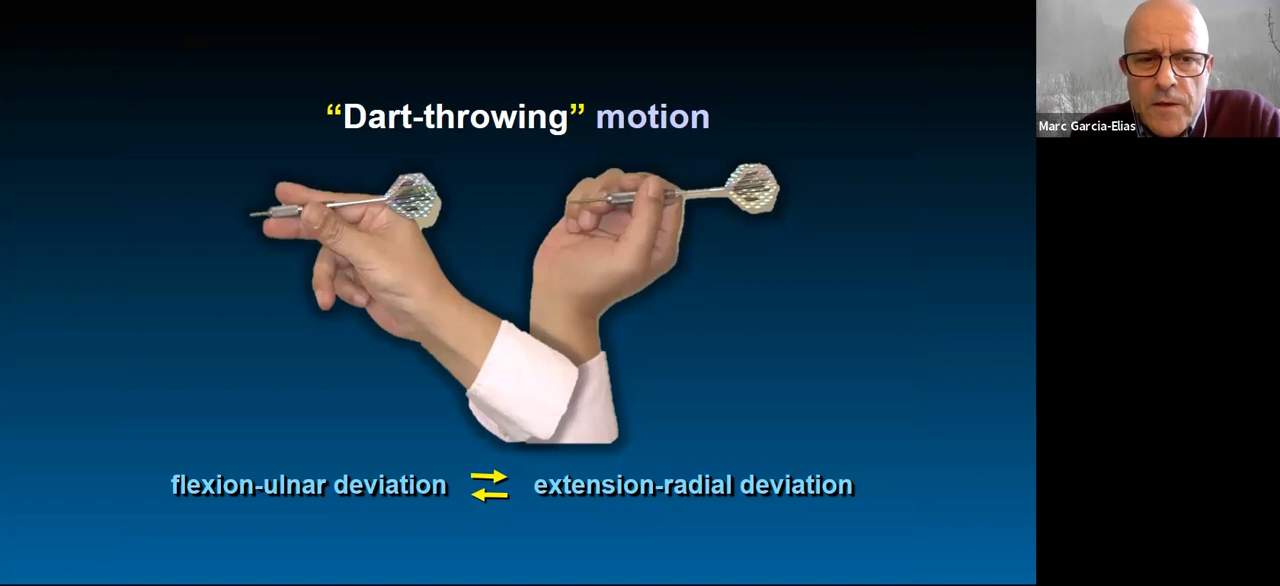 “Dart-throwing” motion
Marc Garcia-Elias
flexion-ulnar deviation
extension-radial deviation